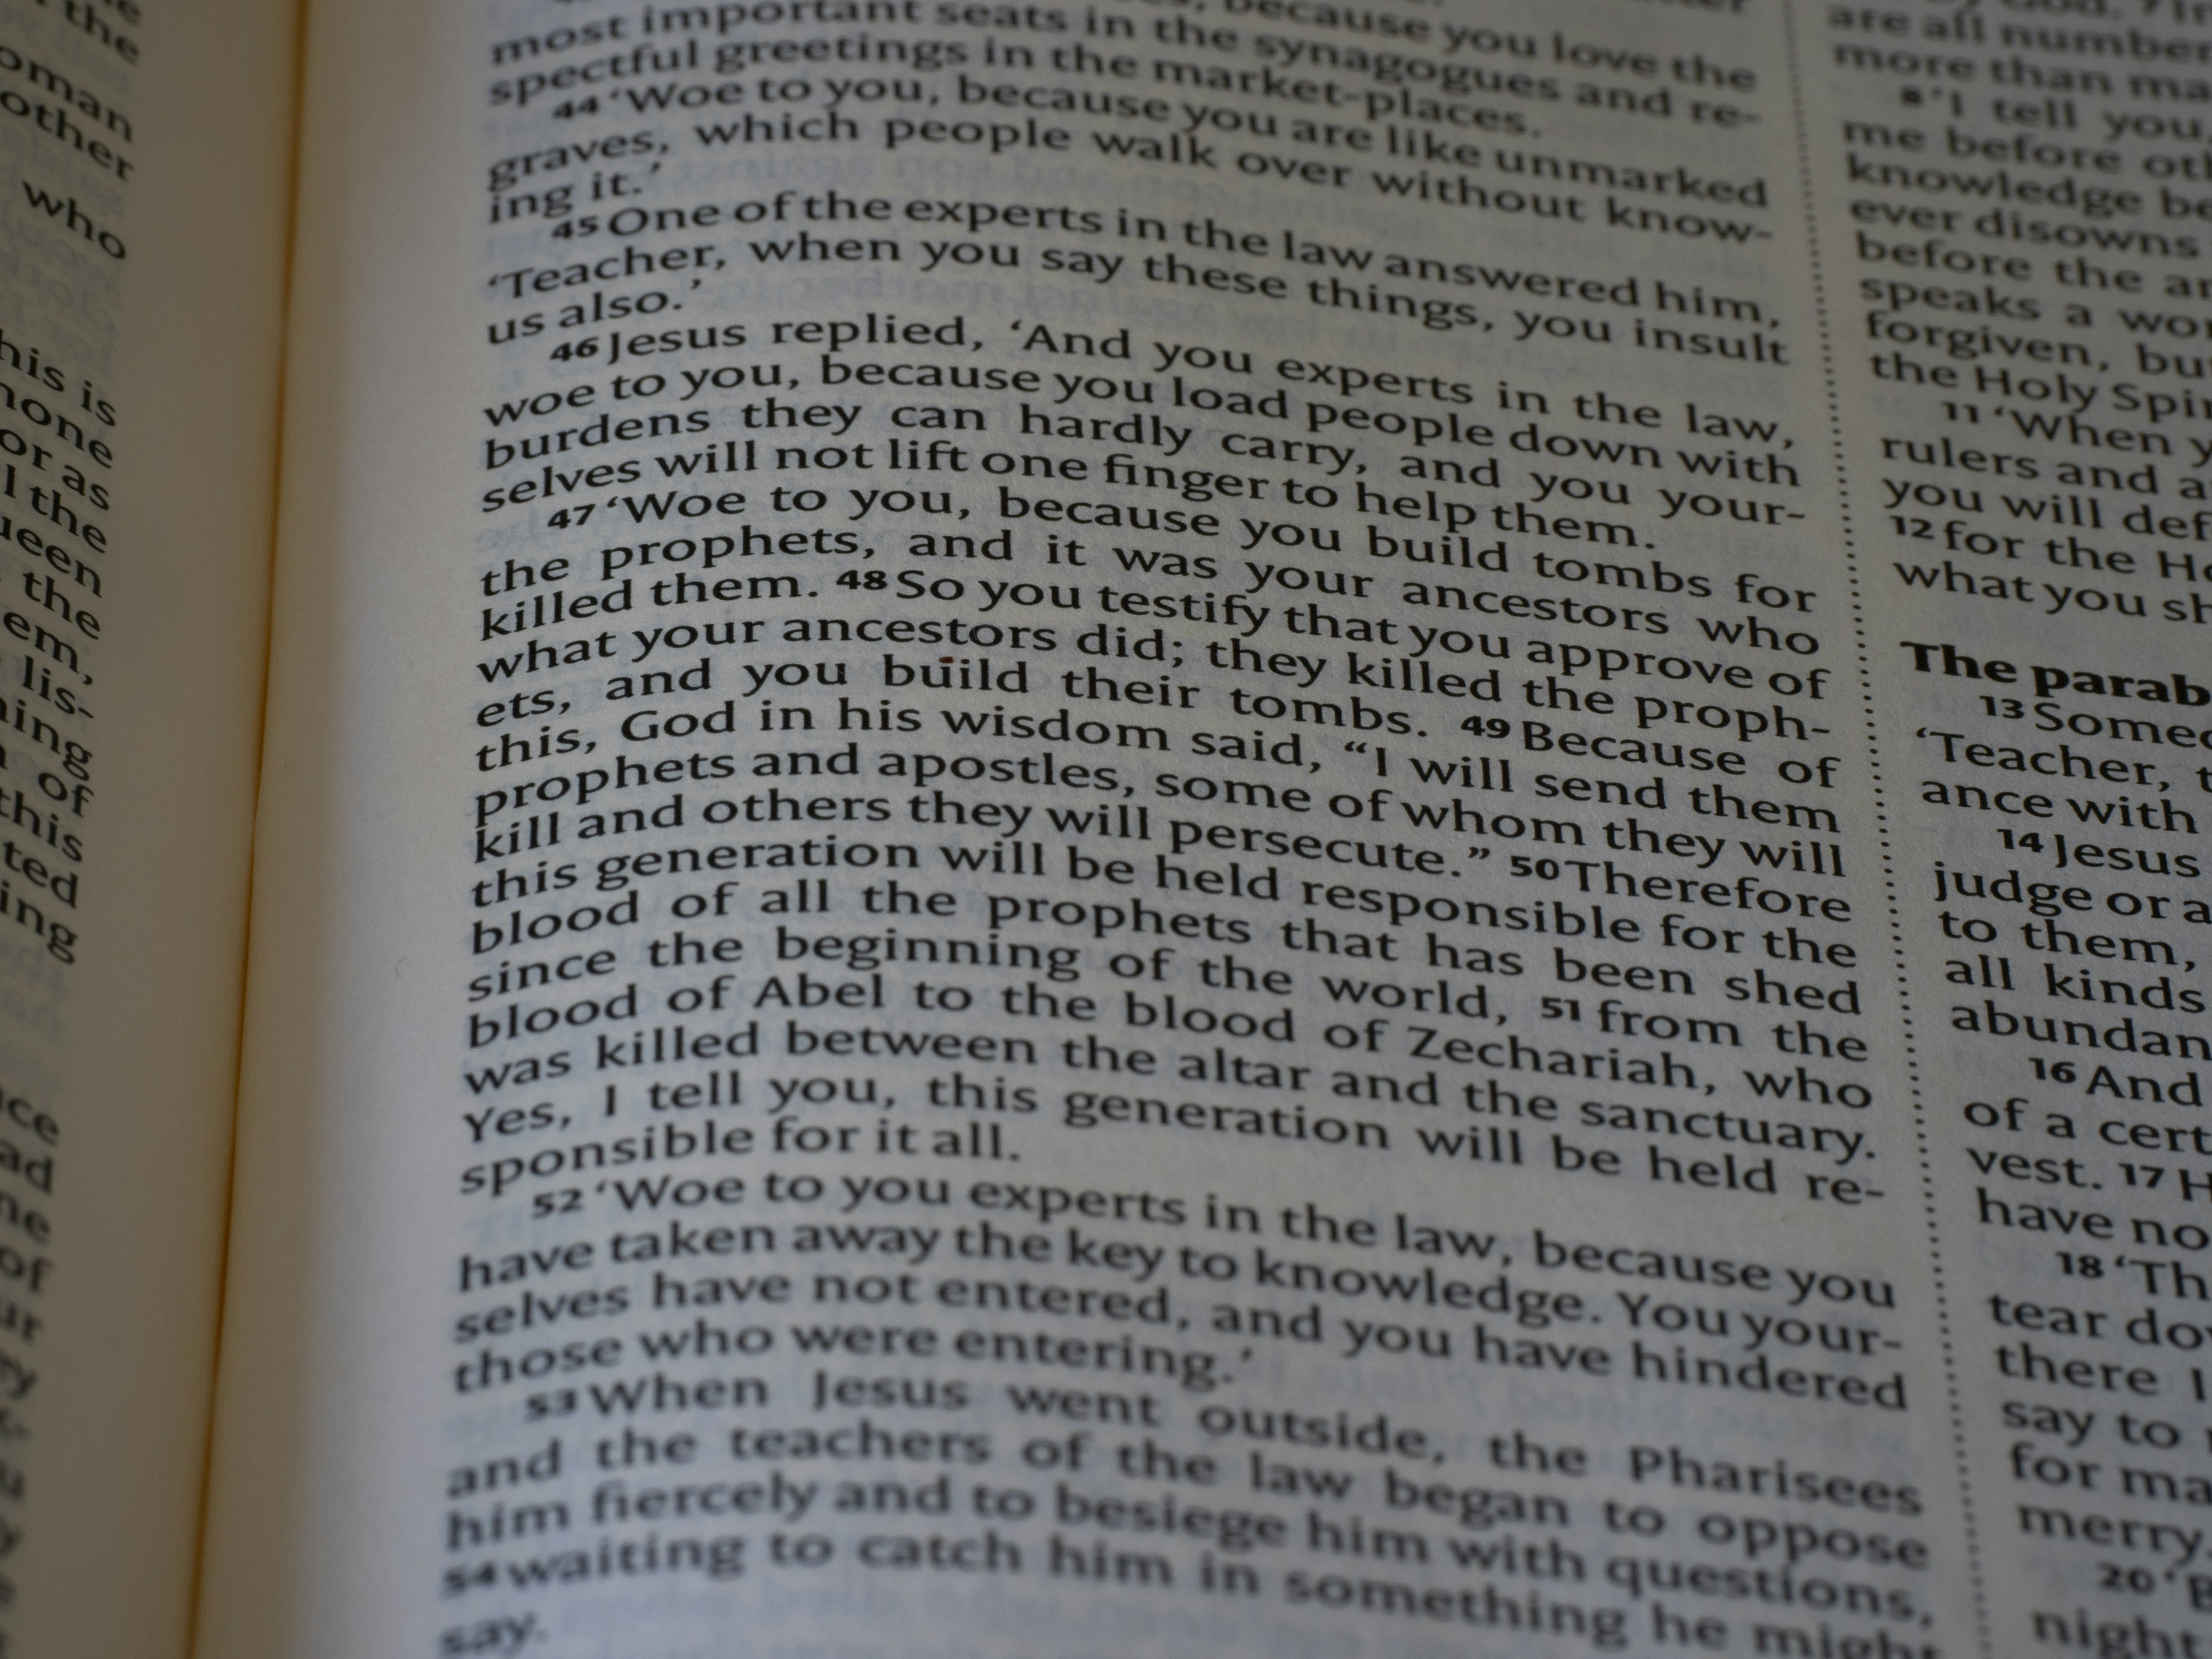 the
oman
other
who
his is
none
or as
l the
ueen
the
em,
lis-
ning
of
this
ted
ing
ce
ad
ne
of
ur
because you love the
most important seats in the synagogues and re-
spectful greetings in the market-places.
44 ‘Woe to you, because you are like unmarked
graves, which people walk over without know-
ing it.’
45 One of the experts in the law answered him,
‘Teacher, when you say these things, you insult
us also.’
46 Jesus replied, ‘And you experts in the law,
woe to you, because you load people down with
burdens they can hardly carry, and you your-
selves will not lift one finger to help them.
47 ‘Woe to you, because you build tombs for
the prophets, and it was your ancestors who
killed them. 48 So you testify that you approve of
what your ancestors did; they killed the proph-
ets, and you build their tombs. 49 Because of
this, God in his wisdom said, “I will send them
prophets and apostles, some of whom they will
kill and others they will persecute.” 50 Therefore
this generation will be held responsible for the
blood of all the prophets that has been shed
since the beginning of the world, 51 from the
blood of Abel to the blood of Zechariah, who
was killed between the altar and the sanctuary.
Yes, I tell you, this generation will be held re-
sponsible for it all.
52 ‘Woe to you experts in the law, because you
have taken away the key to knowledge. You your-
selves have not entered, and you have hindered
those who were entering.’
53 When Jesus went outside, the Pharisees
and the teachers of the law began to oppose
him fiercely and to besiege him with questions,
54 waiting to catch him in something he might
say.
are all number
more than ma
8 ‘I tell you,
me before oth
knowledge be
ever disowns
before the an
speaks a wor
forgiven, bu
the Holy Spir
11 ‘When y
rulers and a
you will def
12 for the Ho
what you sh
The parab
13 Someo
‘Teacher, t
ance with
14 Jesus
judge or a
to them,
all kinds
abundan
16 And
of a cert
vest. 17 H
have no
18 ‘Th
tear do
there I
say to
for ma
merry.
20 ‘B
night